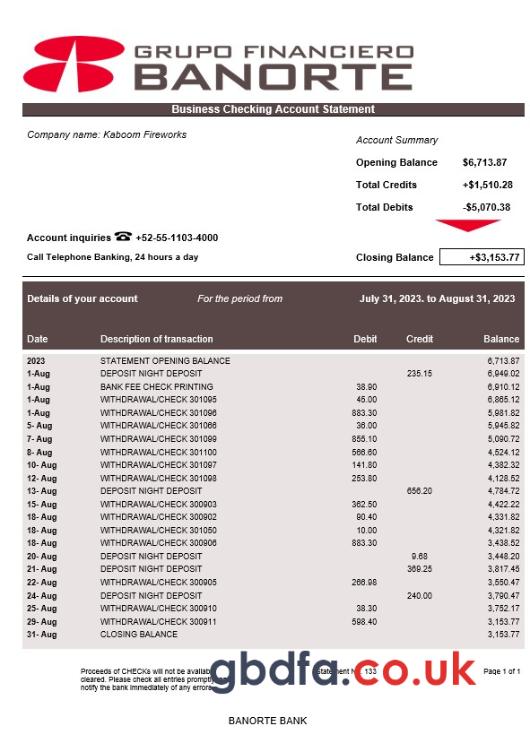 GRUPO FINANCIERO
BANORTE
Business Checking Account Statement
Company name: Kaboom Fireworks
Account Summary
Opening Balance $6,713.87
Total Credits +$1,510.28
Total Debits -$5,070.38
Account inquiries ☎ +52-55-1103-4000
Call Telephone Banking, 24 hours a day
Closing Balance +$3,153.77
Details of your account For the period from July 31, 2023. to August 31, 2023
Date Description of transaction Debit Credit Balance
2023 STATEMENT OPENING BALANCE 6,713.87
1-Aug DEPOSIT NIGHT DEPOSIT 235.15 6,949.02
1-Aug BANK FEE CHECK PRINTING 38.90 6,910.12
1-Aug WITHDRAWAL/CHECK 301095 45.00 6,865.12
1-Aug WITHDRAWAL/CHECK 301096 883.30 5,981.82
5- Aug WITHDRAWAL/CHECK 301066 36.00 5,945.82
7- Aug WITHDRAWAL/CHECK 301099 855.10 5,090.72
8- Aug WITHDRAWAL/CHECK 301100 566.60 4,524.12
10- Aug WITHDRAWAL/CHECK 301097 141.80 4,382.32
12- Aug WITHDRAWAL/CHECK 301098 253.80 4,128.52
13- Aug DEPOSIT NIGHT DEPOSIT 656.20 4,784.72
15- Aug WITHDRAWAL/CHECK 300903 362.50 4,422.22
18- Aug WITHDRAWAL/CHECK 300902 90.40 4,331.82
18- Aug WITHDRAWAL/CHECK 301050 10.00 4,321.82
18- Aug WITHDRAWAL/CHECK 300906 883.30 3,438.52
20- Aug DEPOSIT NIGHT DEPOSIT 9.68 3,448.20
21- Aug DEPOSIT NIGHT DEPOSIT 369.25 3,817.45
22- Aug WITHDRAWAL/CHECK 300905 266.98 3,550.47
24- Aug DEPOSIT NIGHT DEPOSIT 240.00 3,790.47
25- Aug WITHDRAWAL/CHECK 300910 38.30 3,752.17
29- Aug WITHDRAWAL/CHECK 300911 598.40 3,153.77
31- Aug CLOSING BALANCE 3,153.77
Proceeds of CHECKs will not be Statement 133 Page 1 of 1
cleared. Please check all entries
notify the bank immediately of any
gbdfa.co.uk
BANORTE BANK